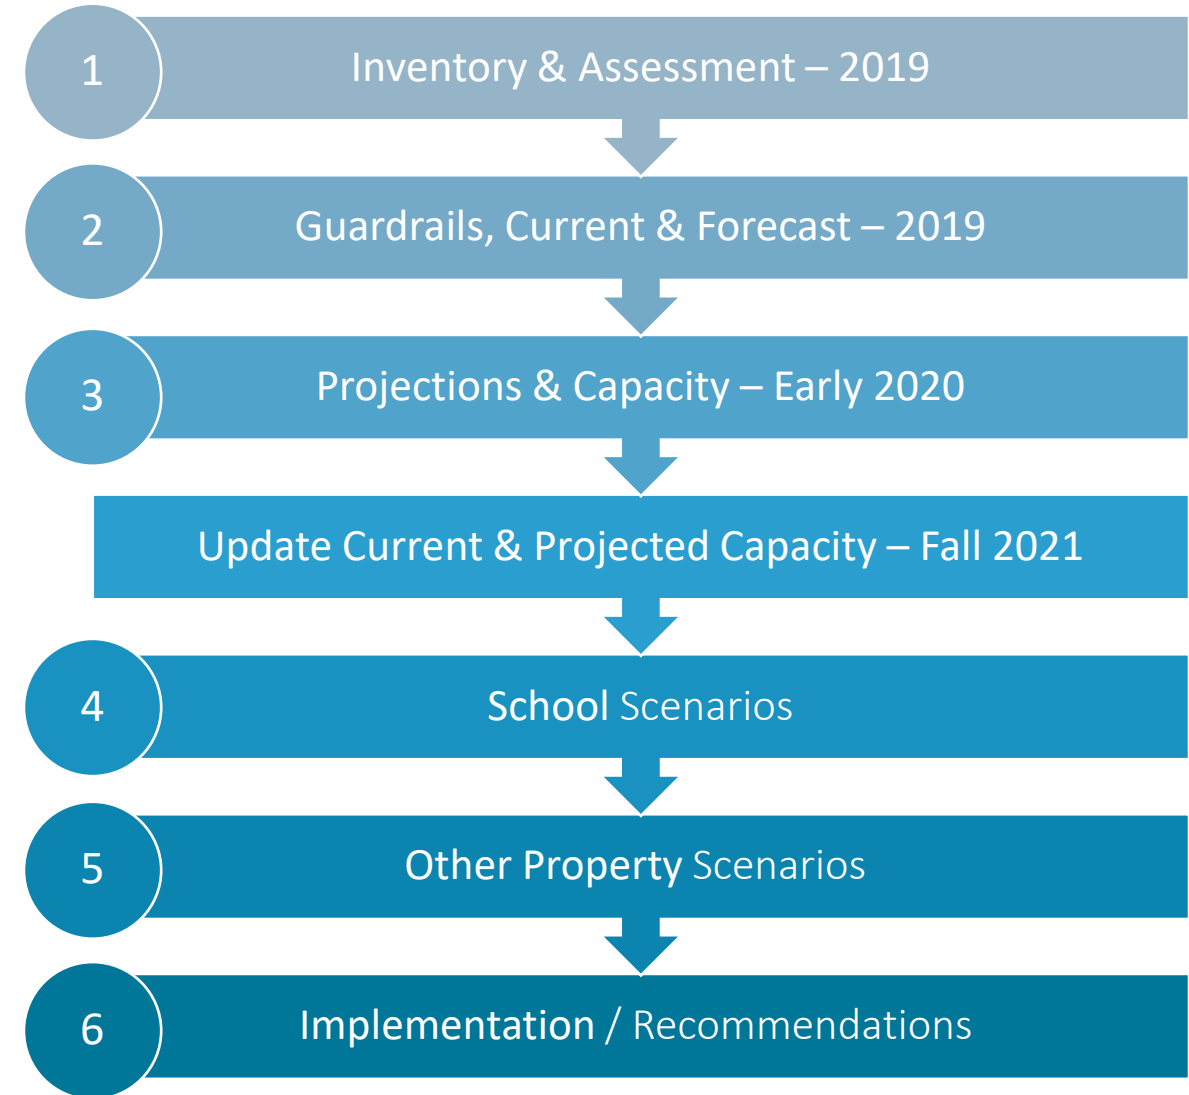 1
Inventory & Assessment – 2019
2
Guardrails, Current & Forecast – 2019
3
Projections & Capacity – Early 2020
Update Current & Projected Capacity – Fall 2021
4
School Scenarios
5
Other Property Scenarios
6
Implementation / Recommendations